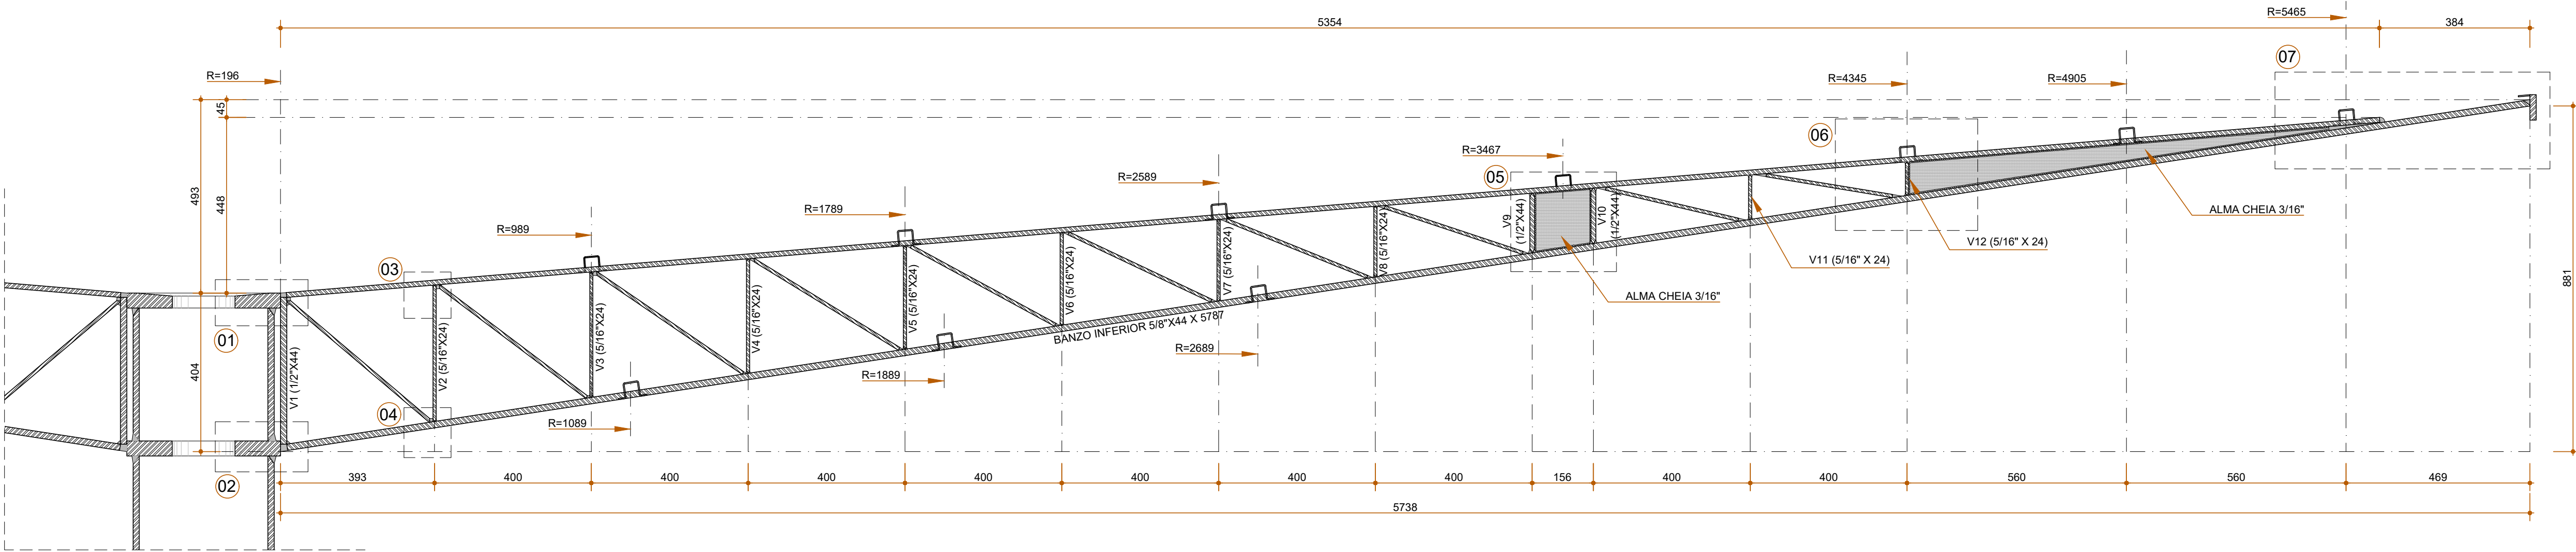 R=5465
5354
384
07
R=196
R=4345
R=4905
45
06
R=3467
05
493
448
R=2589
R=1789
V9
(1/2"X44)
V10
(1/2"X44)
ALMA CHEIA 3/16"
R=989
V12 (5/16" X 24)
V11 (5/16" X 24)
03
V8 (5/16"X24)
V7 (5/16"X24)
V6 (5/16"X24)
881
ALMA CHEIA 3/16"
V5 (5/16"X24)
V4 (5/16"X24)
BANZO INFERIOR 5/8"X44 X 5787
01
V3 (5/16"X24)
R=2689
404
V2 (5/16"X24)
R=1889
V1 (1/2"X44)
04
R=1089
02
393
400
400
400
400
400
400
400
156
400
400
560
560
469
5738